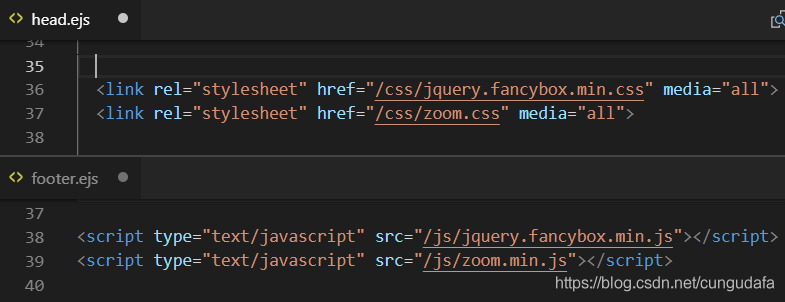 head.ejs
34
35
36 <link rel="stylesheet" href="/css/jquery.fancybox.min.css" media="all">
37 <link rel="stylesheet" href="/css/zoom.css" media="all">
38
footer.ejs
37
38 <script type="text/javascript" src="/js/jquery.fancybox.min.js"></script>
39 <script type="text/javascript" src="/js/zoom.min.js"></script>
40
https://blog.csdn.net/cungudafa